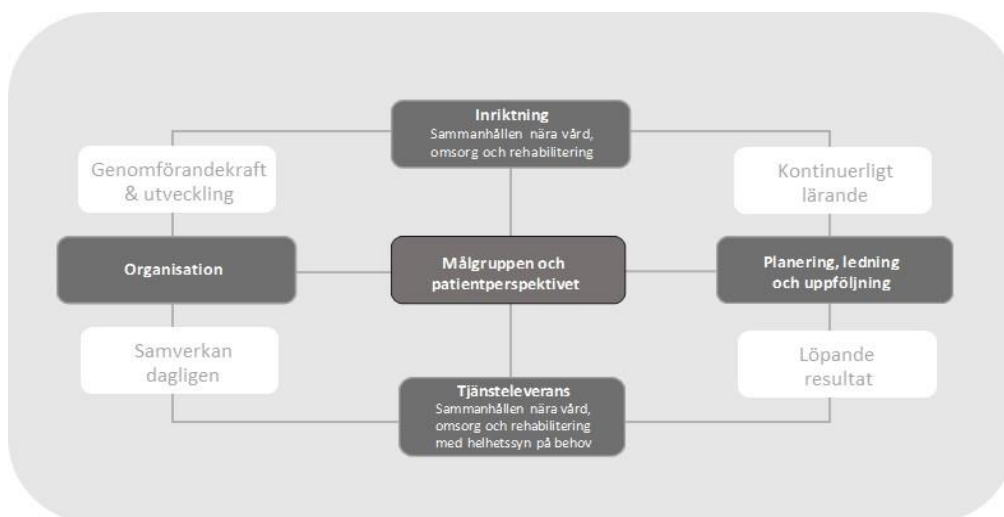 Inriktning
Sammanhållen nära vård,
omsorg och rehabilitering
Genomförandekraft
& utveckling
Kontinuerligt
lärande
Organisation
Målgruppen och
patientperspektivet
Planering, ledning
och uppföljning
Samverkan
dagligen
Löpande
resultat
Tjänsteleverans
Sammanhållen nära vård,
omsorg och rehabilitering
med helhetssyn på behov